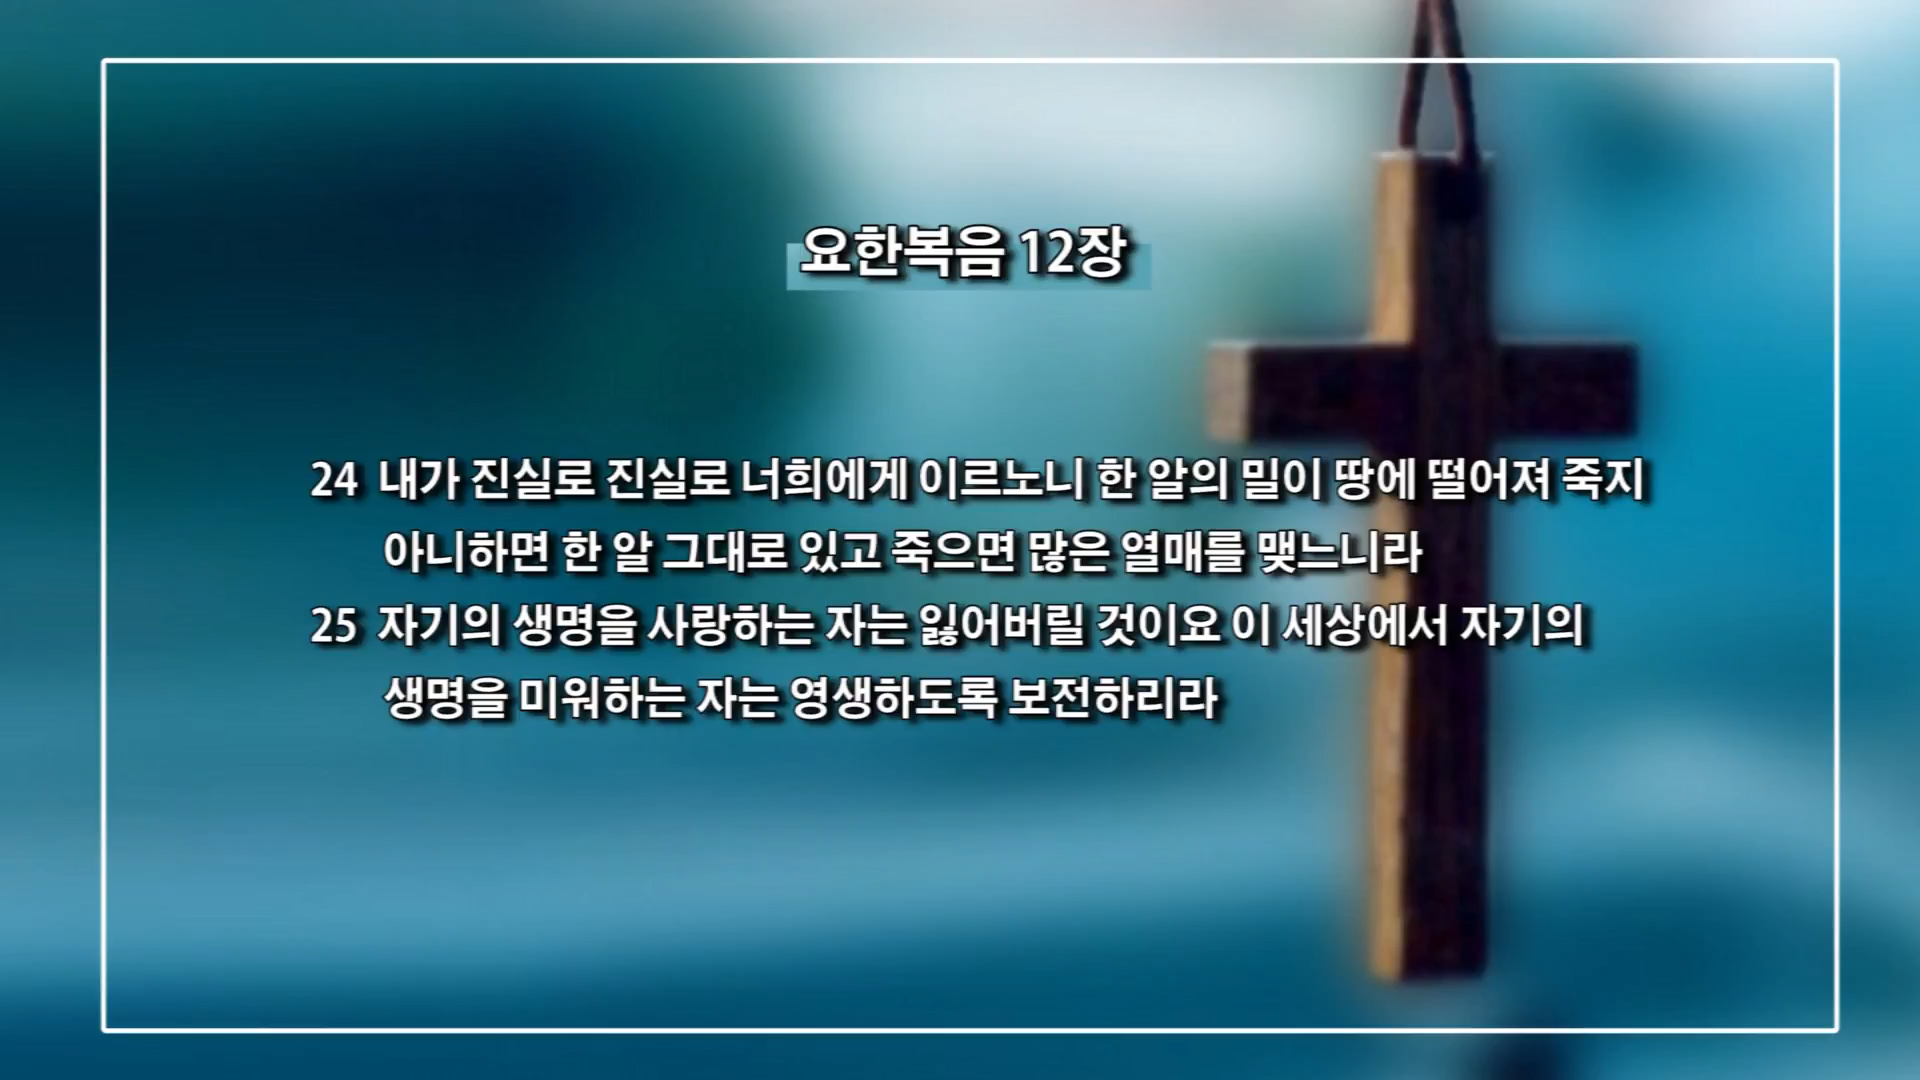 요한복음 12장
24 내가 진실로 진실로 너희에게 이르노니 한 알의 밀이 땅에 떨어져 죽지
아니하면 한 알 그대로 있고 죽으면 많은 열매를 맺느니라
25 자기의 생명을 사랑하는 자는 잃어버릴 것이요 이 세상에서 자기의
생명을 미워하는 자는 영생하도록 보전하리라